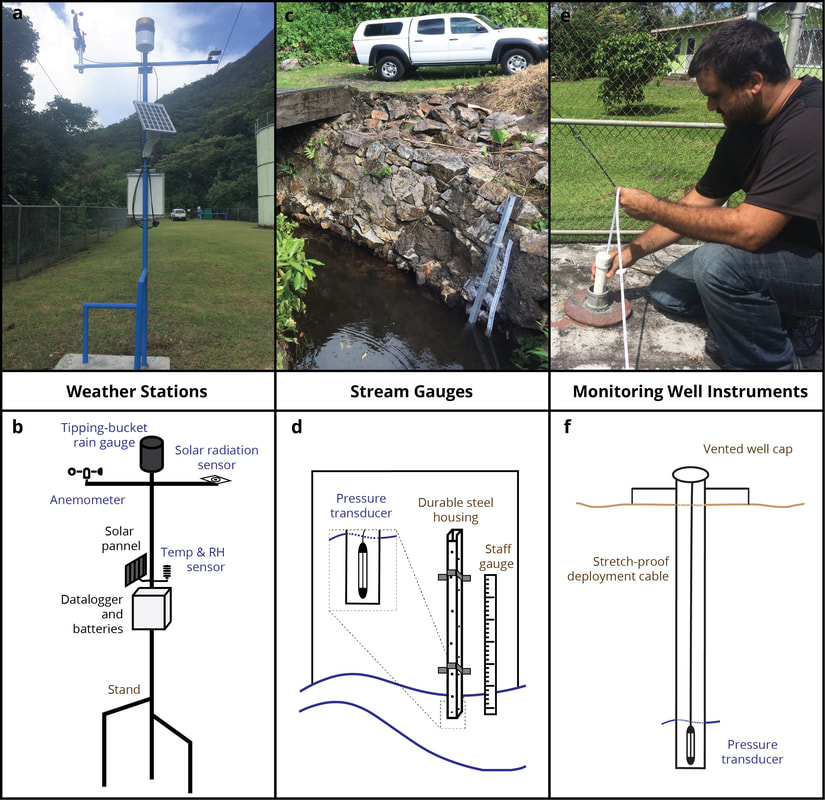 a
c
e
Weather Stations
Stream Gauges
Monitoring Well Instruments
b
Tipping-bucket
rain gauge
Solar radiation
sensor
Anemometer
Solar
pannel
Temp & RH
sensor
Datalogger
and
batteries
Stand
d
Pressure
transducer
Durable steel
housing
Staff
gauge
f
Vented well cap
Stretch-proof
deployment cable
Pressure
transducer